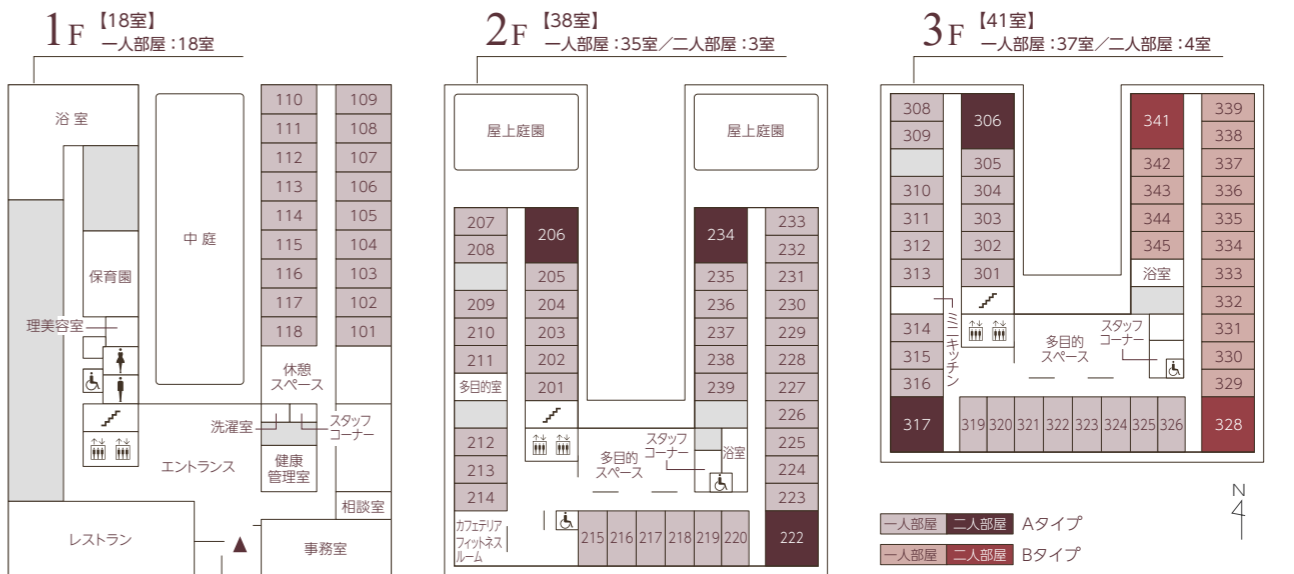 1F【18室】
一人部屋：18室
浴室
中庭
保育園
理美容室
110
111
112
113
114
115
116
117
118
109
108
107
106
105
104
103
102
101
休憩
スペース
洗濯室
スタッフ
コーナー
エントランス
健康
管理室
相談室
レストラン
事務室
2F【38室】
一人部屋：35室／二人部屋：3室
屋上庭園
屋上庭園
207
208
209
210
211
多目的室
212
213
214
206
205
204
203
202
201
234
235
236
237
238
239
233
232
231
230
229
228
227
226
225
224
223
222
多目的
スペース
スタッフ
コーナー
浴室
カフェテリア
フィットネス
ルーム
215
216
217
218
219
220
3F【41室】
一人部屋：37室／二人部屋：4室
308
309
310
311
312
313
314
315
316
317
306
305
304
303
302
301
ミニキッチン
341
342
343
344
345
浴室
339
338
337
336
335
334
333
332
331
330
329
328
多目的
スペース
スタッフ
コーナー
319
320
321
322
323
324
325
326
一人部屋 二人部屋 Aタイプ
一人部屋 二人部屋 Bタイプ
N